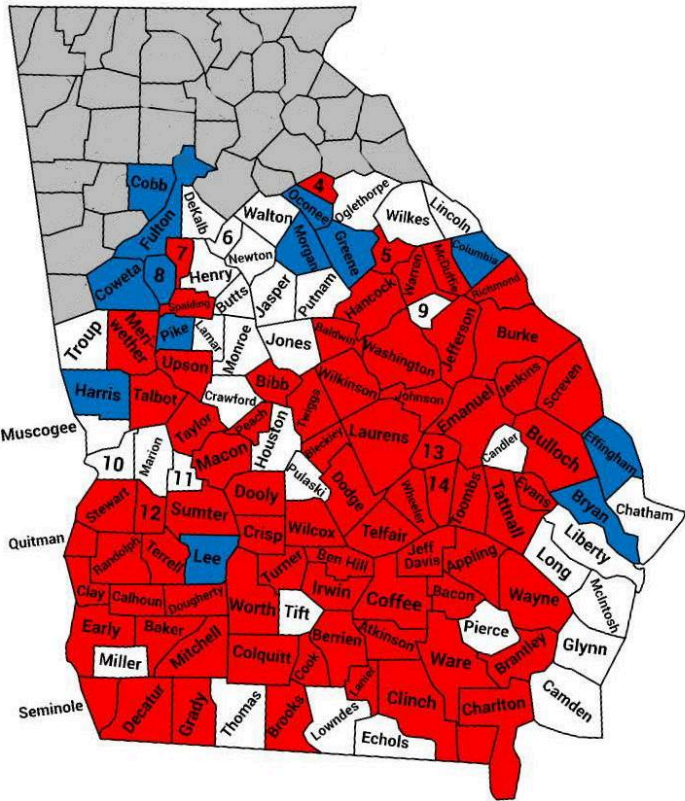 Cobb
Fulton
DeKalb
6
Walton
Newton
Oconee
4
Oglethorpe
Wilkes
Lincoln
Morgan
Greene
5
Warron
McDuffie
Columbia
Richmond
Coweta
8
7
Henry
Spalding
Butts
Jasper
Putnam
Hancock
9
Jefferson
Burke
Troup
Meri-
wether
Pike
Lamar
Monroe
Jones
Baldwin
Washington
Upson
Harris
Talbot
Crawford
Bibb
Twiggs
Wilkinson
Johnson
Emanuel
Jenkins
Screven
Muscogee
Taylor
Peach
Houston
Bleckley
Laurens
13
Candler
Bulloch
Effingham
10
Marion
11
Macon
Pulaski
Dodge
Wheeler
14
Toombs
Tattnall
Evans
Bryan
Chatham
Stewart
12
Sumter
Dooly
Crisp
Wilcox
Telfair
Liberty
Quitman
Randolph
Terrell
Lee
Turner
Ben Hill
Jeff
Davis
Appling
Long
McIntosh
Clay
Calhoun
Dougherty
Worth
Tift
Irwin
Coffee
Bacon
Wayne
Early
Baker
Mitchell
Colquitt
Berrien
Atkinson
Pierce
Brantley
Glynn
Miller
Cook
Lanier
Ware
Camden
Seminole
Decatur
Grady
Thomas
Brooks
Lowndes
Echols
Clinch
Charlton